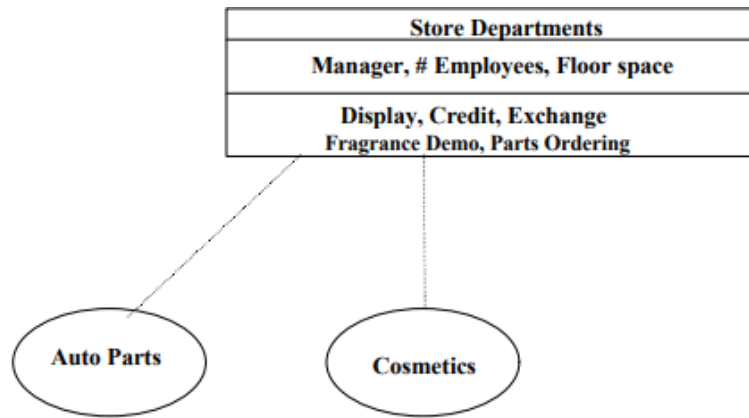 Store Departments
Manager, # Employees, Floor space
Display, Credit, Exchange
Fragrance Demo, Parts Ordering
Auto Parts
Cosmetics